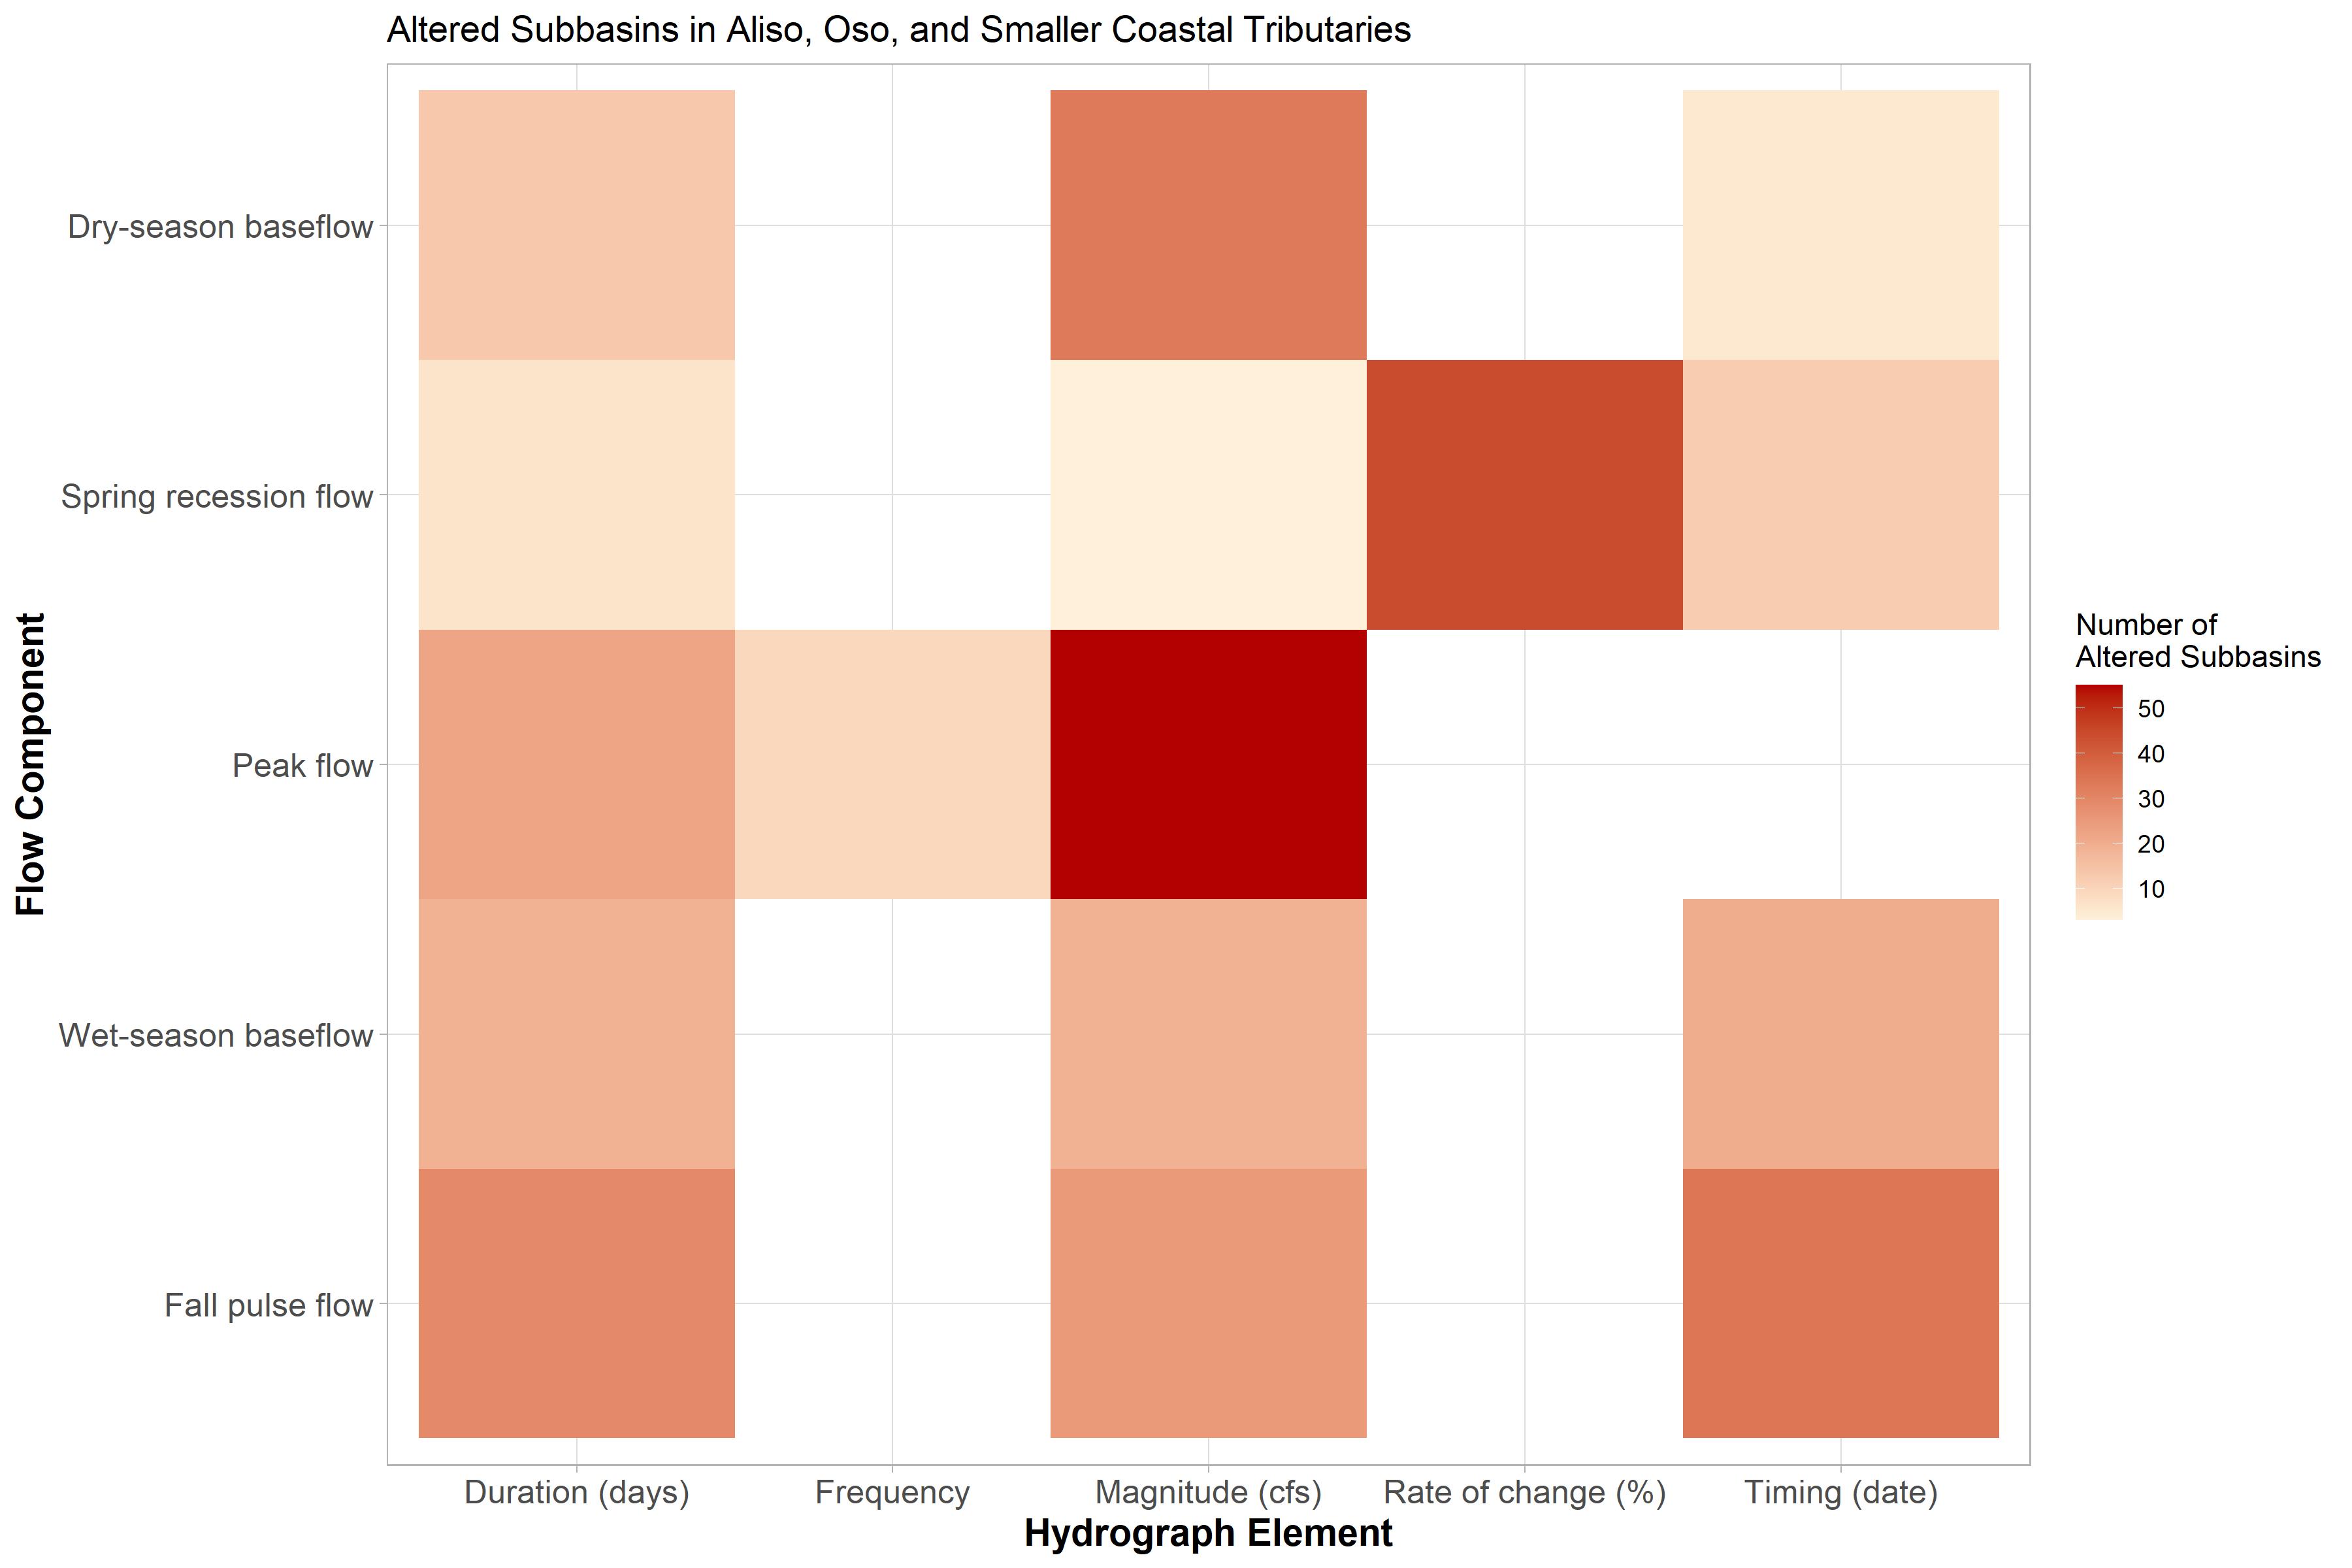 Altered Subbasins in Aliso, Oso, and Smaller Coastal Tributaries
Flow Component
Dry-season baseflow
Spring recession flow
Peak flow
Wet-season baseflow
Fall pulse flow
Duration (days)
Frequency
Magnitude (cfs)
Rate of change (%)
Timing (date)
Hydrograph Element
Number of
Altered Subbasins
50
40
30
20
10